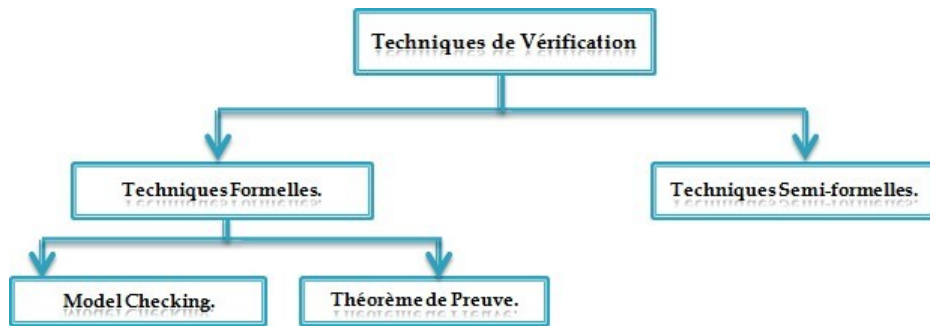 Techniques de Vérification
Techniques Formelles.
Techniques Semi-formelles.
Model Checking.
Théorème de Preuve.